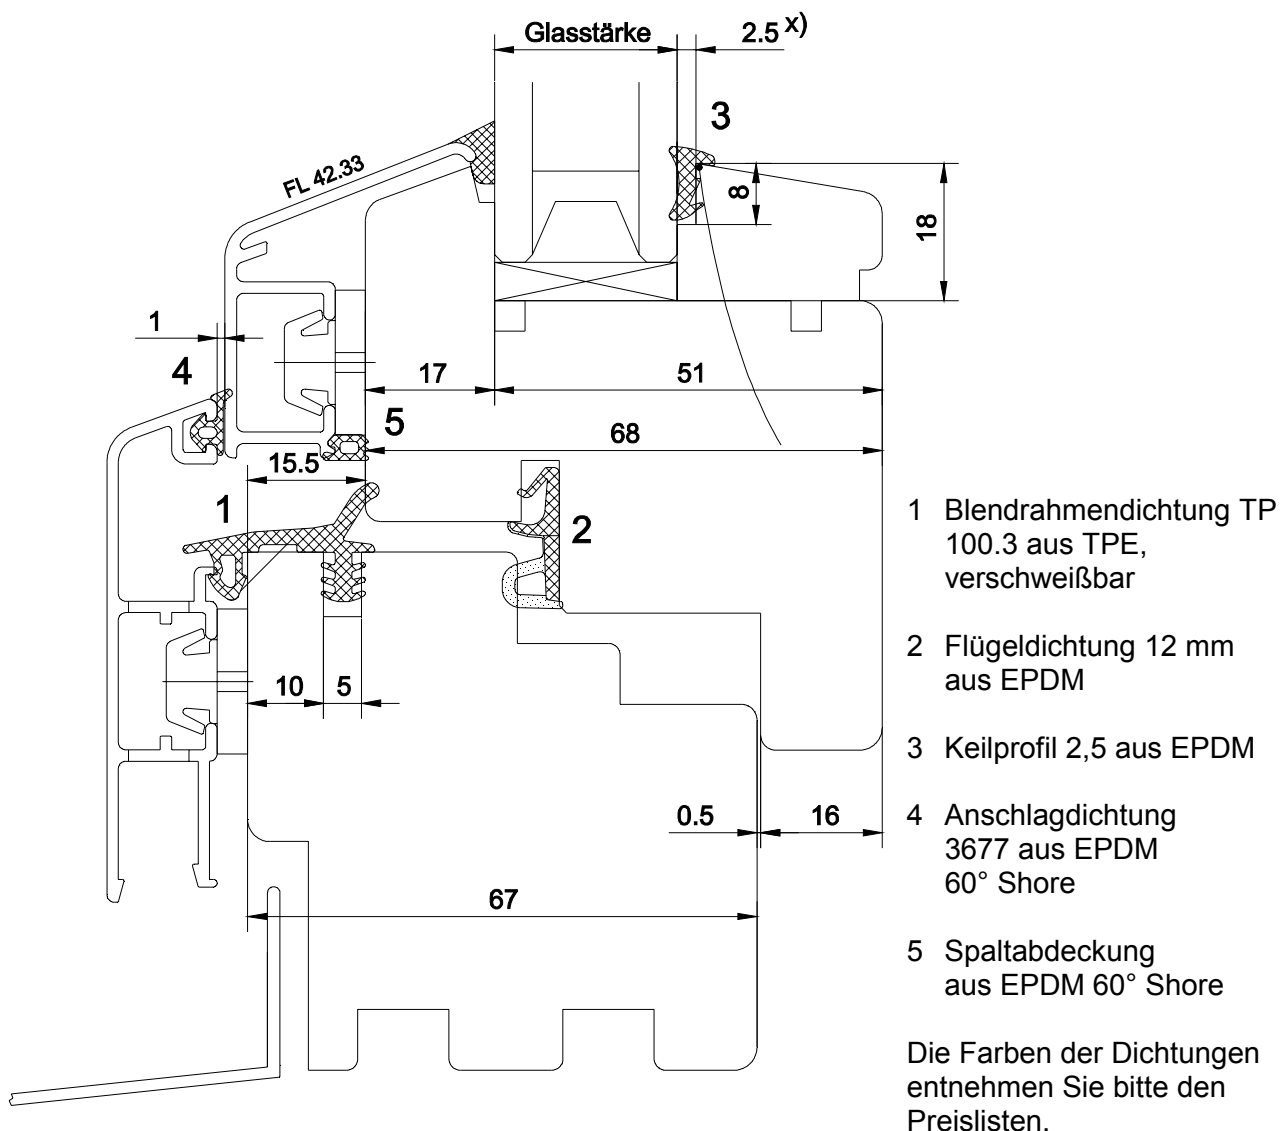 Glasstärke
2.5 x)
3
FL 42.33
8
18
1
4
17
51
5
68
15.5
1
2
10
5
0.5
16
67
1 Blendrahmendichtung TP
100.3 aus TPE,
verschweißbar
2 Flügeldichtung 12 mm
aus EPDM
3 Keilprofil 2,5 aus EPDM
4 Anschlagdichtung
3677 aus EPDM
60° Shore
5 Spaltabdeckung
aus EPDM 60° Shore
Die Farben der Dichtungen
entnehmen Sie bitte den
Preislisten.